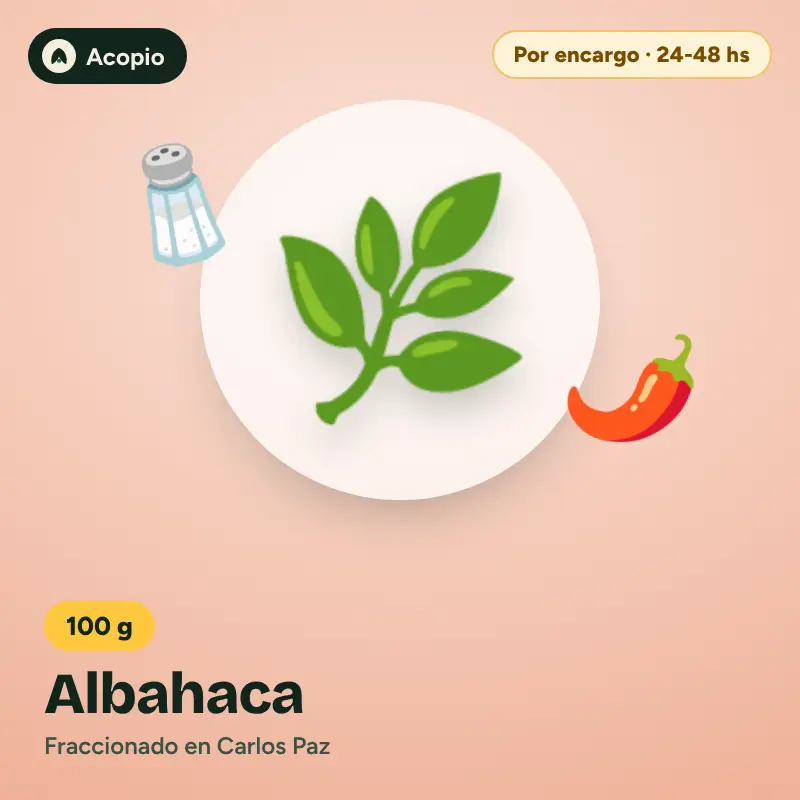 Acopio
Por encargo · 24-48 hs
100 g
Albahaca
Fraccionado en Carlos Paz